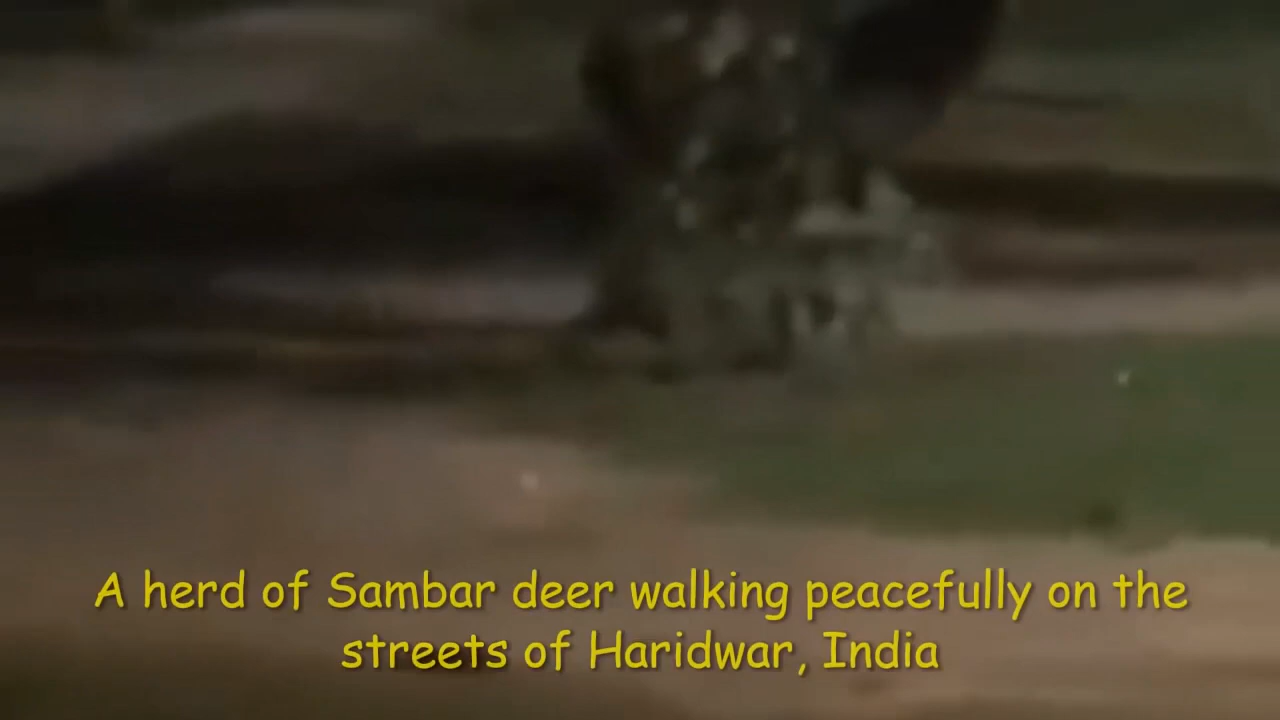 A herd of Sambar deer walking peacefully on the
streets of Haridwar, India